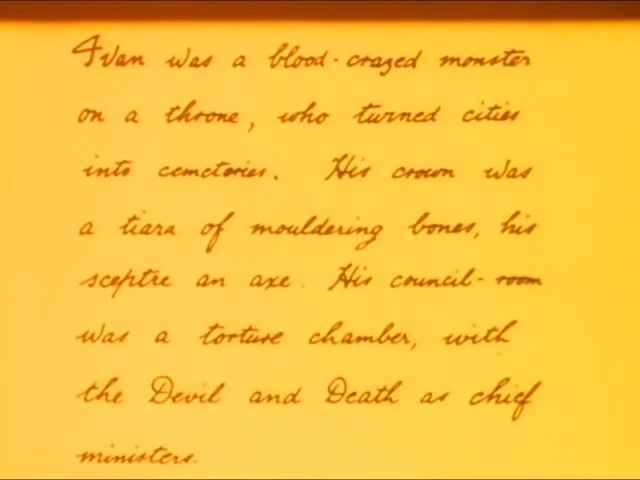 Ivan was a blood-crazed monster
on a throne, who turned cities
into cemeteries. His crown was
a tiara of mouldering bones, his
sceptre an axe. His council-room
was a torture chamber, with
the Devil and Death as chief
ministers.